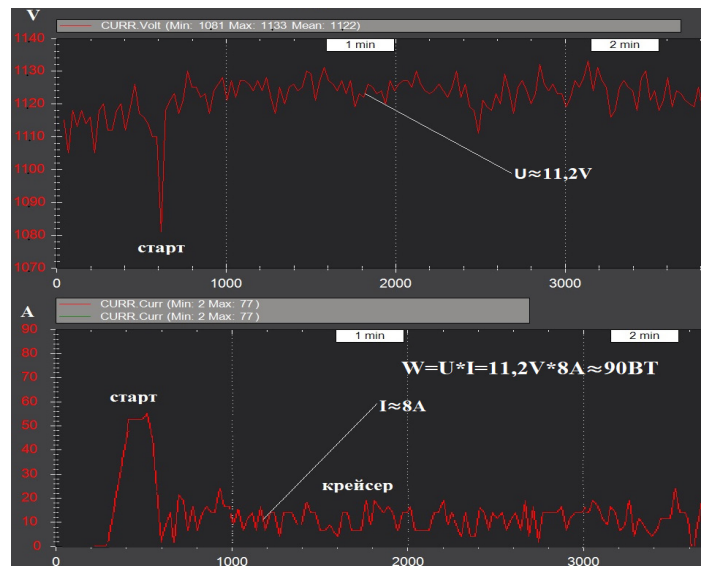 V
CURR.Volt (Min: 1081 Max: 1133 Mean: 1122)
1140
1 min
2 min
1130
1120
1110
1100
U≈11,2V
1090
1080
старт
1070
0
1000
2000
3000
A
CURR.Curr (Min: 2 Max: 77 )
CURR.Curr (Min: 2 Max: 77 )
90
1 min
2 min
80
W=U*I=11,2V*8A≈90ВТ
70
старт
60
I≈8A
50
40
30
крейсер
20
10
0
0
1000
2000
3000